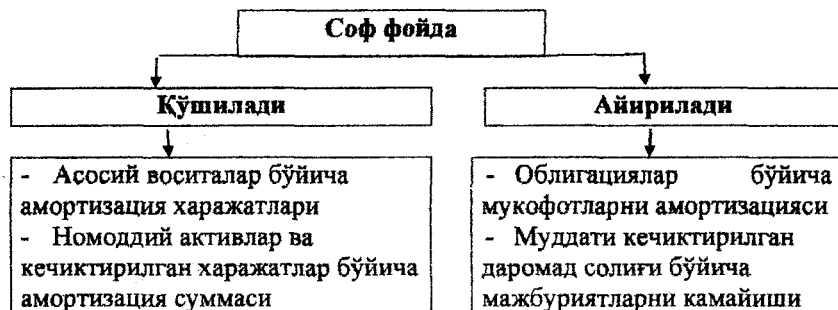 Соф фойда
Қўшилади
Айирилади
- Асосий воситалар бўйича
амортизация харажатлари
- Номоддий активлар ва
кечиктирилган харажатлар бўйича
амортизация суммаси
- Облигациялар бўйича
мукофотларни амортизацияси
- Муддати кечиктирилган
даромад солиғи бўйича
мажбуриятларни камайиши